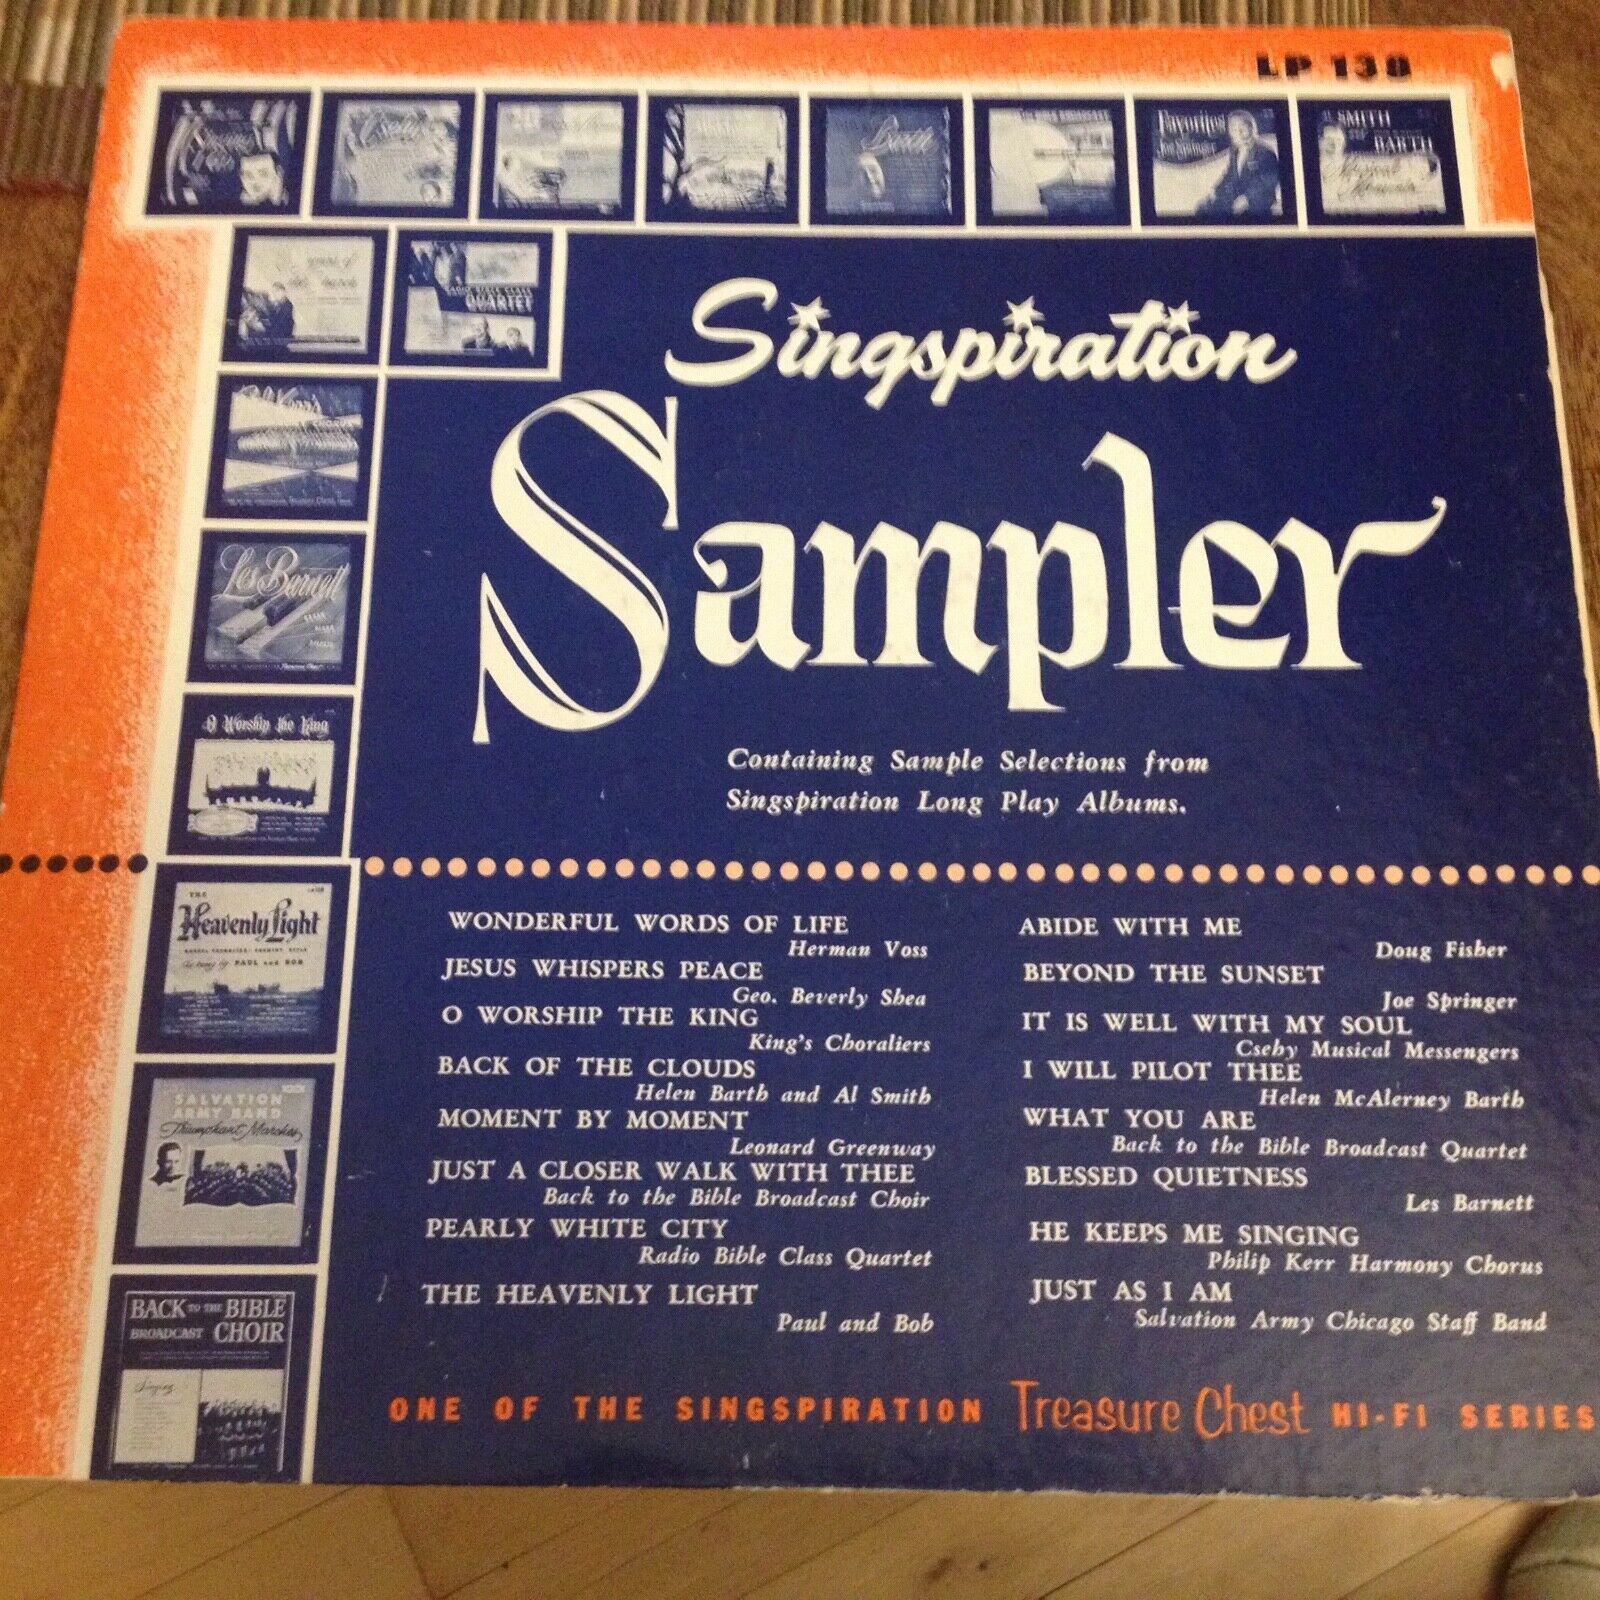 LP 138
Favorites
Joe Springer
SMITH
BARTH
Barth
QUARTET
Les Barnett
O Worship the King
THE
Heavenly Light
as sung by PAUL and BOB
SALVATION
ARMY BAND
Triumphant Marches
BACK TO THE BIBLE
BROADCAST CHOIR
Singspiration
Sampler
Containing Sample Selections from
Singspiration Long Play Albums.
WONDERFUL WORDS OF LIFE
Herman Voss
JESUS WHISPERS PEACE
Geo. Beverly Shea
O WORSHIP THE KING
King's Choraliers
BACK OF THE CLOUDS
Helen Barth and Al Smith
MOMENT BY MOMENT
Leonard Greenway
JUST A CLOSER WALK WITH THEE
Back to the Bible Broadcast Choir
PEARLY WHITE CITY
Radio Bible Class Quartet
THE HEAVENLY LIGHT
Paul and Bob
ABIDE WITH ME
Doug Fisher
BEYOND THE SUNSET
Joe Springer
IT IS WELL WITH MY SOUL
Cseby Musical Messengers
I WILL PILOT THEE
Helen McAlerney Barth
WHAT YOU ARE
Back to the Bible Broadcast Quartet
BLESSED QUIETNESS
Les Barnett
HE KEEPS ME SINGING
Philip Kerr Harmony Chorus
JUST AS I AM
Salvation Army Chicago Staff Band
ONE OF THE SINGSPIRATION Treasure Chest HI-FI SERIES